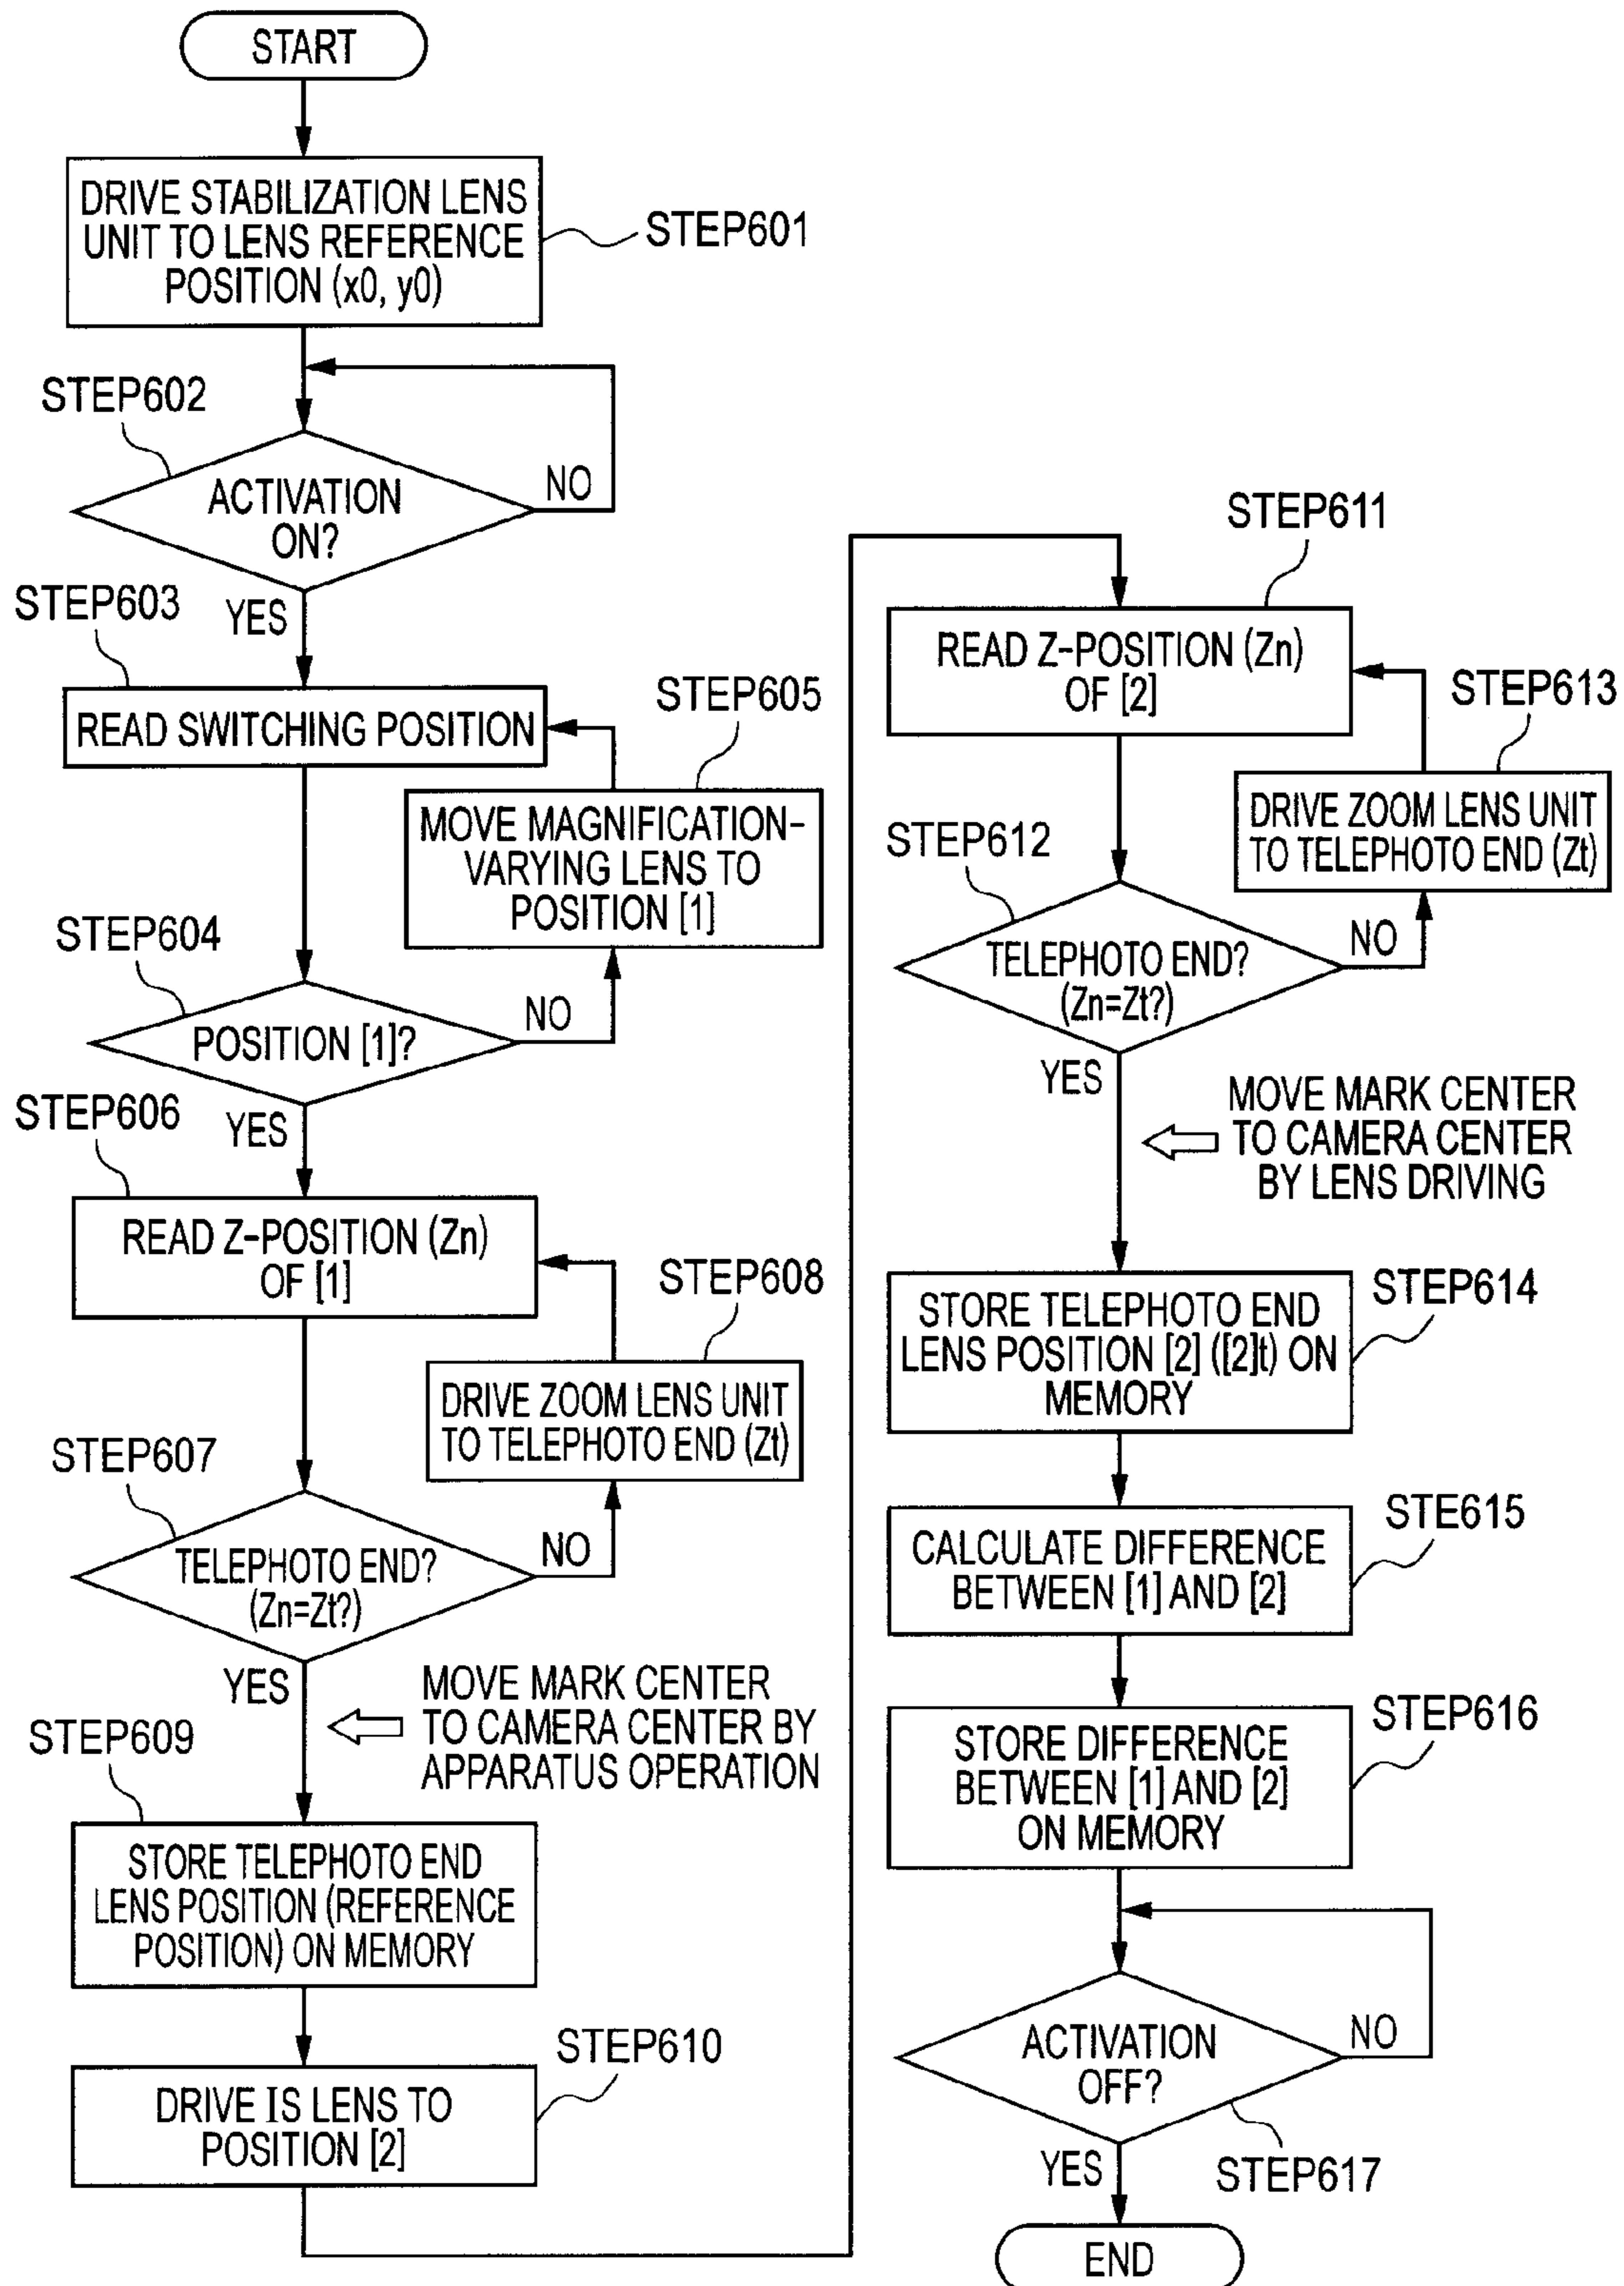 START
DRIVE STABILIZATION LENS
UNIT TO LENS REFERENCE
POSITION (x0, y0)
STEP601
STEP602
ACTIVATION
ON?
NO
YES
STEP603
READ SWITCHING POSITION
STEP605
MOVE MAGNIFICATION-
VARYING LENS TO
POSITION [1]
STEP604
POSITION [1]?
NO
YES
STEP606
READ Z-POSITION (Zn)
OF [1]
STEP608
DRIVE ZOOM LENS UNIT
TO TELEPHOTO END (Zt)
STEP607
TELEPHOTO END?
(Zn=Zt?)
NO
YES
MOVE MARK CENTER
TO CAMERA CENTER BY
APPARATUS OPERATION
STEP609
STORE TELEPHOTO END
LENS POSITION (REFERENCE
POSITION) ON MEMORY
STEP610
DRIVE IS LENS TO
POSITION [2]
STEP611
READ Z-POSITION (Zn)
OF [2]
STEP613
DRIVE ZOOM LENS UNIT
TO TELEPHOTO END (Zt)
STEP612
TELEPHOTO END?
(Zn=Zt?)
NO
YES
MOVE MARK CENTER
TO CAMERA CENTER
BY LENS DRIVING
STORE TELEPHOTO END
LENS POSITION [2] ([2]t) ON
MEMORY
STEP614
CALCULATE DIFFERENCE
BETWEEN [1] AND [2]
STE615
STORE DIFFERENCE
BETWEEN [1] AND [2]
ON MEMORY
STEP616
ACTIVATION
OFF?
NO
YES
STEP617
END